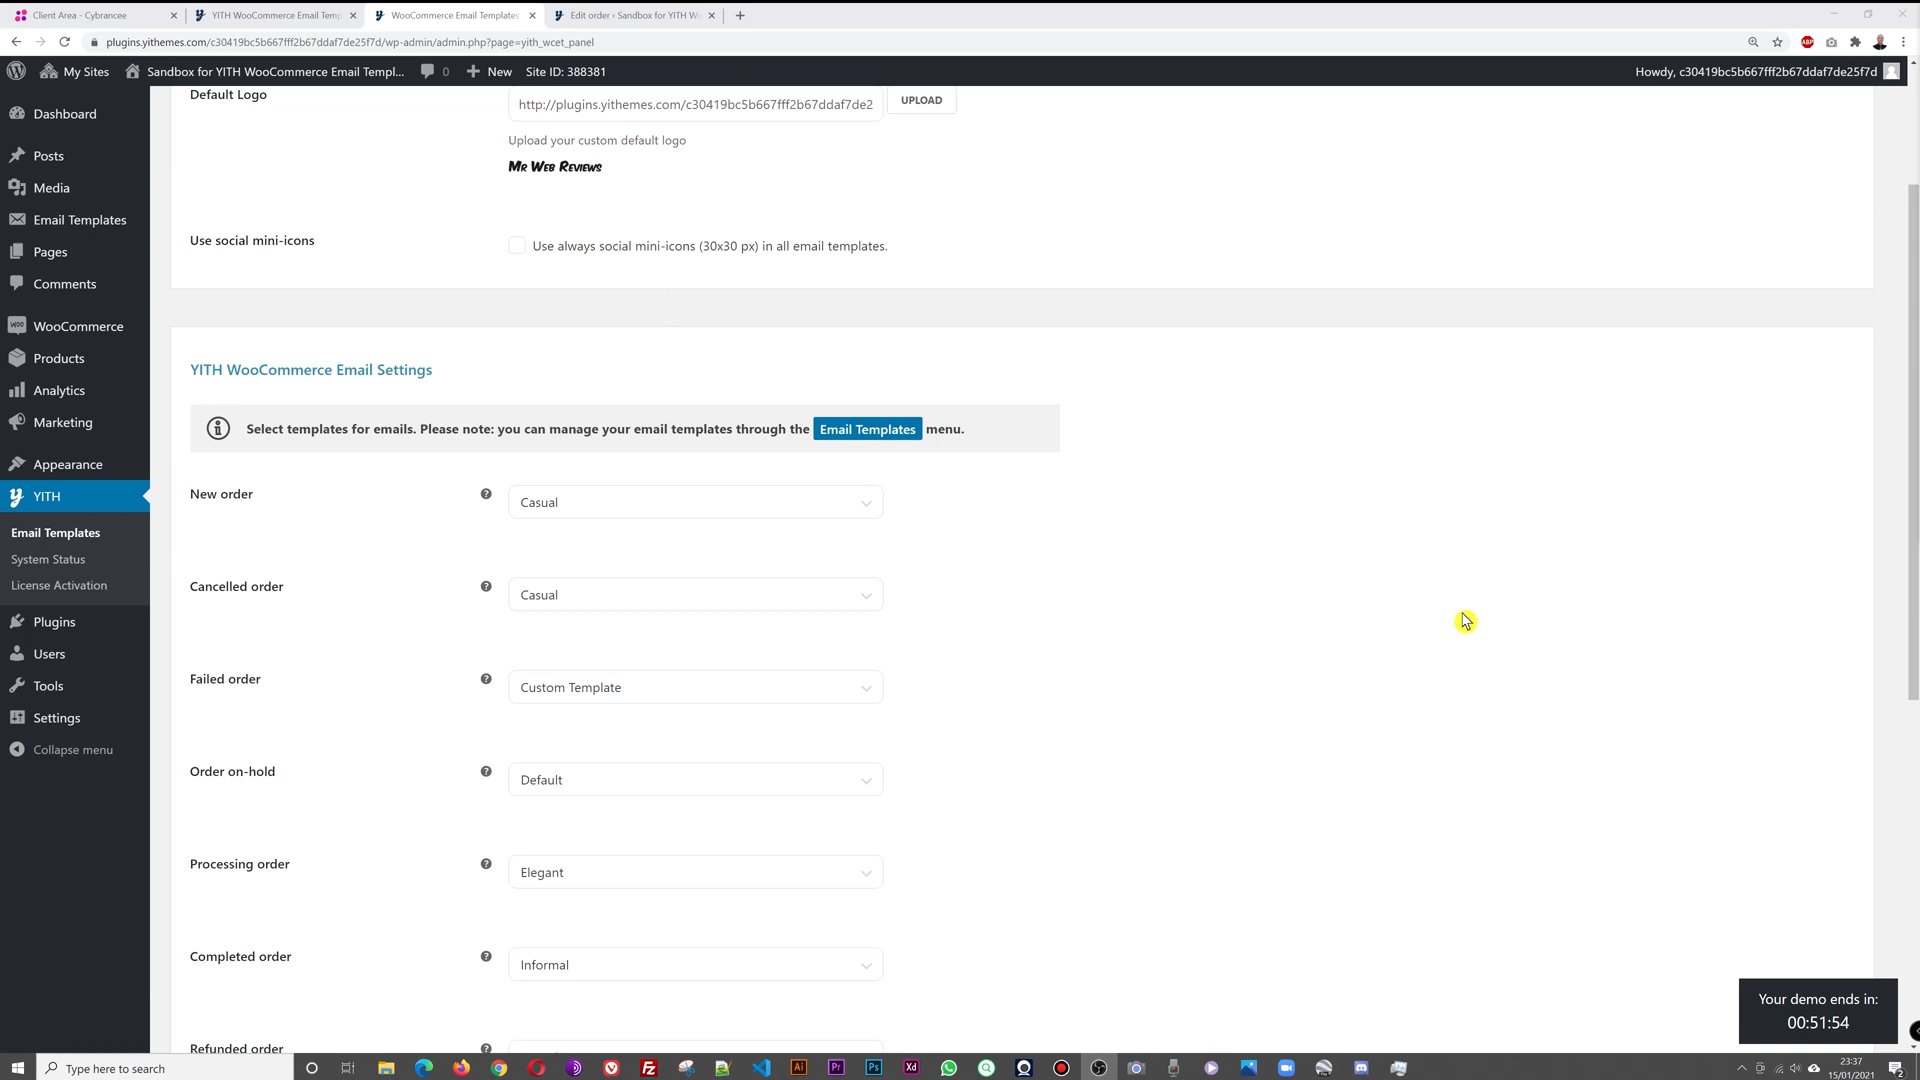 Client Area - Cybrancee
YITH WooCommerce Email Temp
WooCommerce Email Templates
Edit order ‹ Sandbox for YITH W
plugins.yithemes.com/c30419bc5b667fff2b67ddaf7de25f7d/wp-admin/admin.php?page=yith_wcet_panel
ABP
My Sites
Sandbox for YITH WooCommerce Email Templ...
0
New
Site ID: 388381
Howdy, c30419bc5b667fff2b67ddaf7de25f7d
Dashboard
Posts
Media
Email Templates
Pages
Comments
WooCommerce
Products
Analytics
Marketing
Appearance
YITH
Email Templates
System Status
License Activation
Plugins
Users
Tools
Settings
Collapse menu
Default Logo
http://plugins.yithemes.com/c30419bc5b667fff2b67ddaf7de2
UPLOAD
Upload your custom default logo
Mr Web Reviews
Use social mini-icons
Use always social mini-icons (30x30 px) in all email templates.
YITH WooCommerce Email Settings
Select templates for emails. Please note: you can manage your email templates through the Email Templates menu.
New order
Casual
Cancelled order
Casual
Failed order
Custom Template
Order on-hold
Default
Processing order
Elegant
Completed order
Informal
Refunded order
Your demo ends in:
00:51:54
Type here to search
23:37
15/01/2021